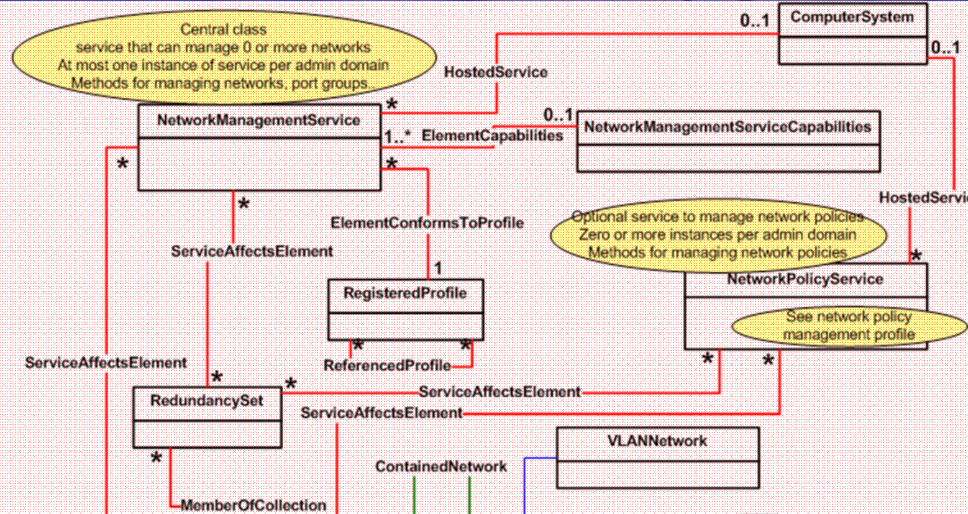 Central class
service that can manage 0 or more networks
At most one instance of service per admin domain
Methods for managing networks, port groups..
0..1
ComputerSystem
0..1
HostedService
*
NetworkManagementService
1..*
ElementCapabilities
0..1
NetworkManagementServiceCapabilities
*
*
*
HostedServi
Optional service to manage network policies
Zero or more instances per admin domain
Methods for managing network policies
ElementConformsToProfile
ServiceAffectsElement
*
1
NetworkPolicyService
RegisteredProfile
See network policy
management profile
*
*
ReferencedProfile
*
*
ServiceAffectsElement
*
*
ServiceAffectsElement
RedundancySet
ServiceAffectsElement
VLANNetwork
*
ContainedNetwork
MemberOfCollection